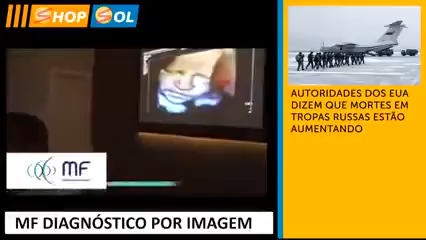 SHOP SOL
MF
MF DIAGNÓSTICO POR IMAGEM
AUTORIDADES DOS EUA
DIZEM QUE MORTES EM
TROPAS RUSSAS ESTÃO
AUMENTANDO